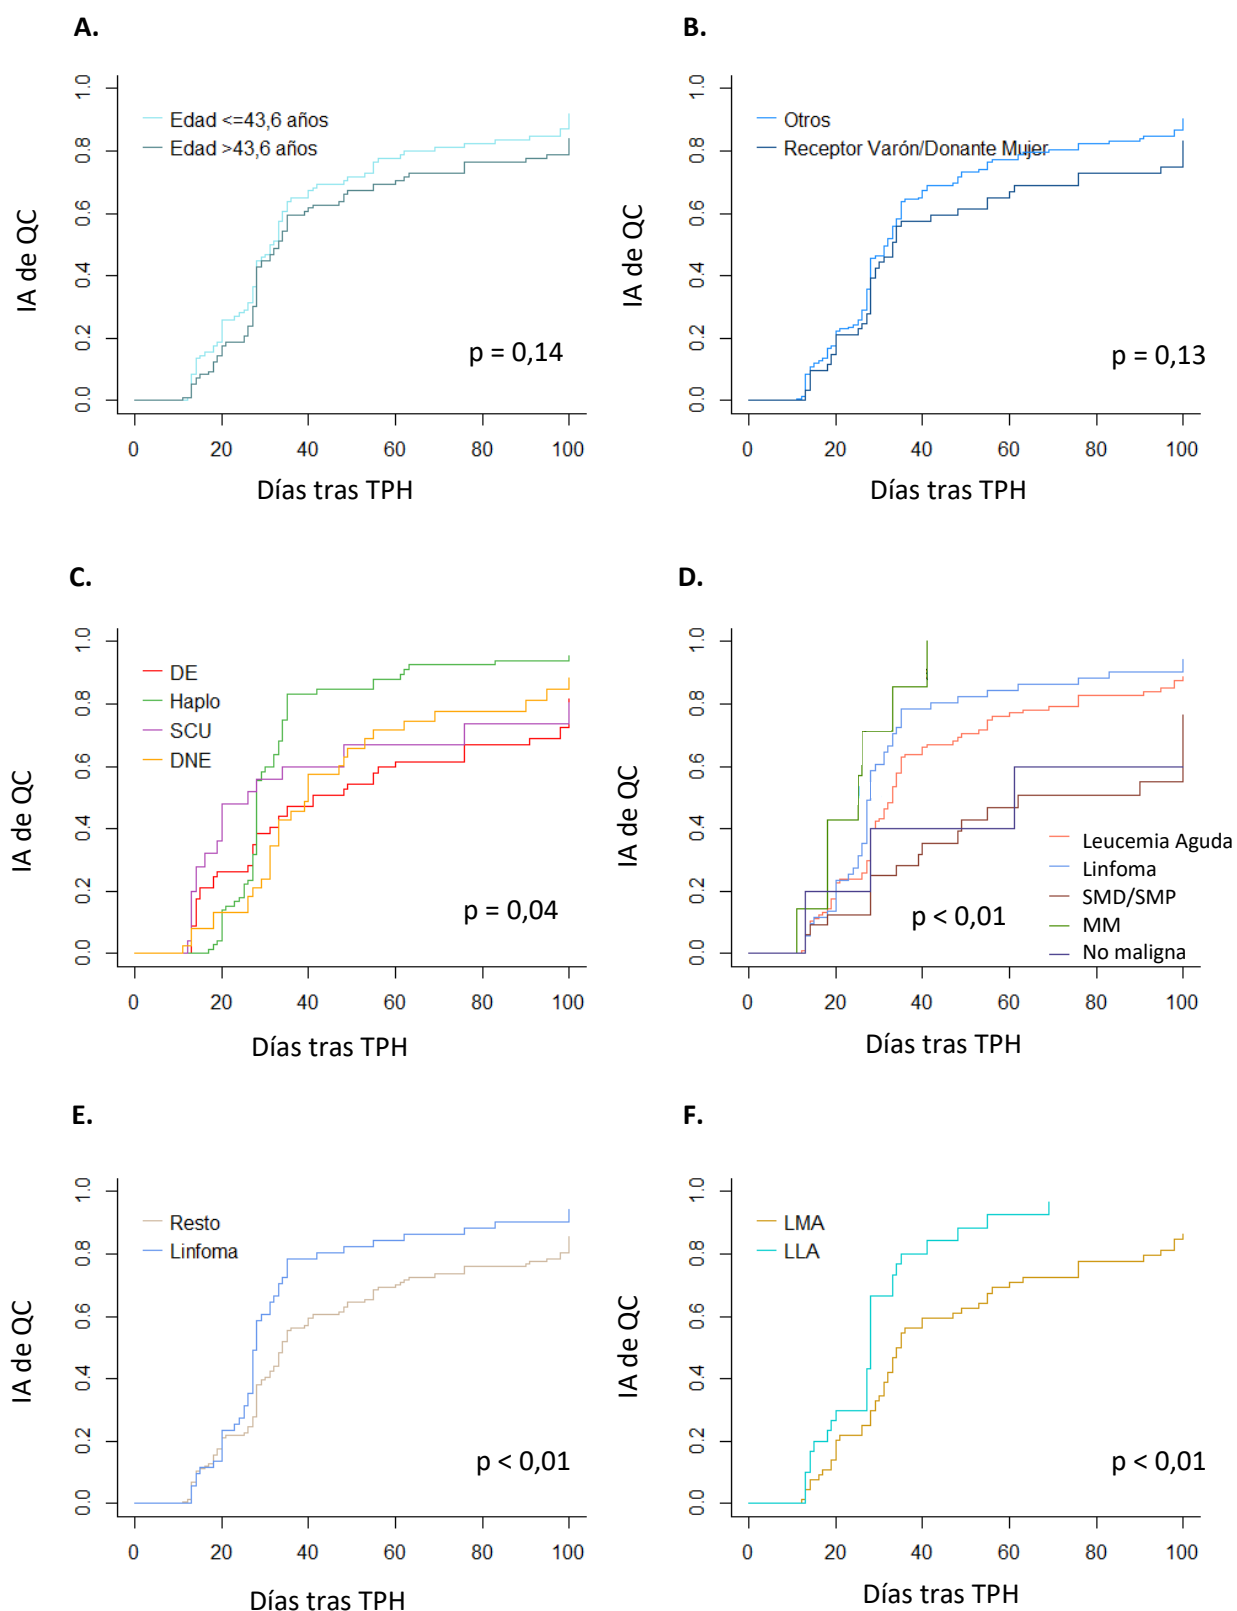 A.
IA de QC
1.0
0.8
0.6
0.4
0.2
0.0
Edad <=43,6 años
Edad >43,6 años
p = 0,14
0 20 40 60 80 100
Días tras TPH
B.
IA de QC
1.0
0.8
0.6
0.4
0.2
0.0
Otros
Receptor Varón/Donante Mujer
p = 0,13
0 20 40 60 80 100
Días tras TPH
C.
IA de QC
1.0
0.8
0.6
0.4
0.2
0.0
DE
Haplo
SCU
DNE
p = 0,04
0 20 40 60 80 100
Días tras TPH
D.
IA de QC
1.0
0.8
0.6
0.4
0.2
0.0
Leucemia Aguda
Linfoma
SMD/SMP
MM
No maligna
p < 0,01
0 20 40 60 80 100
Días tras TPH
E.
IA de QC
1.0
0.8
0.6
0.4
0.2
0.0
Resto
Linfoma
p < 0,01
0 20 40 60 80 100
Días tras TPH
F.
IA de QC
1.0
0.8
0.6
0.4
0.2
0.0
LMA
LLA
p < 0,01
0 20 40 60 80 100
Días tras TPH